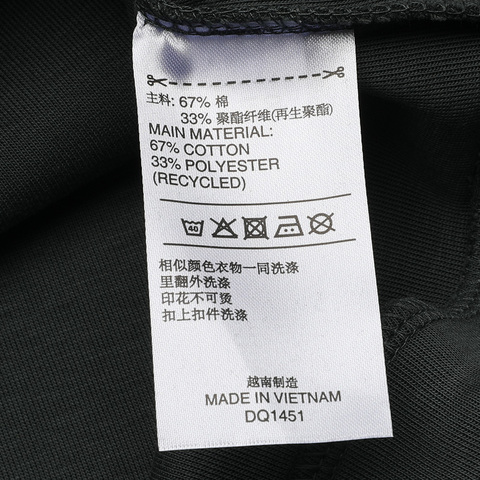 主料: 67% 棉
33% 聚酯纤维(再生聚酯)
MAIN MATERIAL:
67% COTTON
33% POLYESTER
(RECYCLED)
40
相似颜色衣物一同洗涤
里翻外洗涤
印花不可烫
扣上扣件洗涤
越南制造
MADE IN VIETNAM
DQ1451